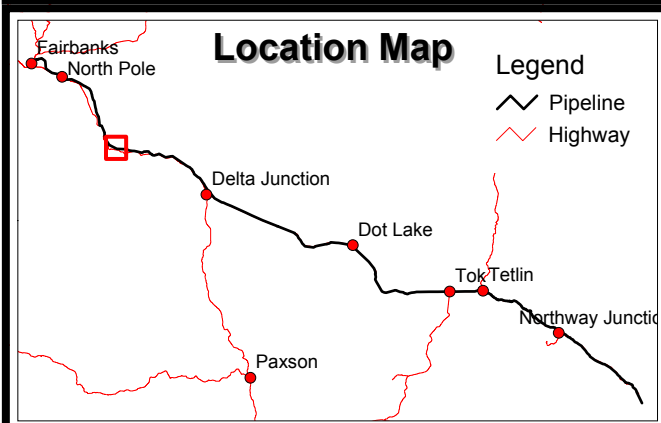 Location Map
Fairbanks
North Pole
Legend
Pipeline
Highway
Delta Junction
Dot Lake
Tok
Tetlin
Northway Junctio
Paxson